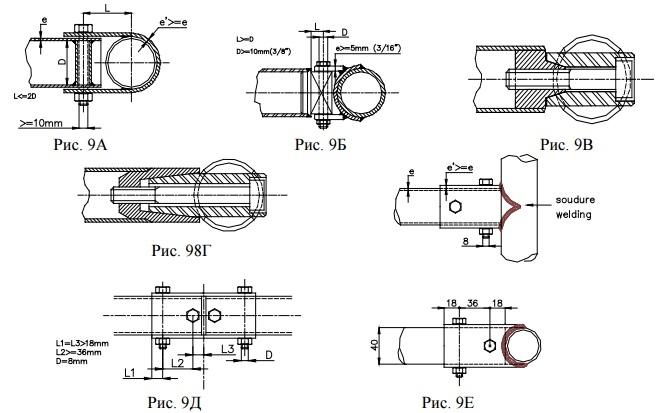 L
e
e'>=e
D
L<=2D
>=10mm
Рис. 9А
L>=D
D>=10mm(3/8")
L
D
e>=5mm (3/16")
Рис. 9Б
Рис. 9В
Рис. 98Г
e
e'>=e
soudure
welding
8
L1=L3>18mm
L2>=36mm
D=8mm
L1
L2
L3
D
Рис. 9Д
18 36 18
40
Рис. 9Е